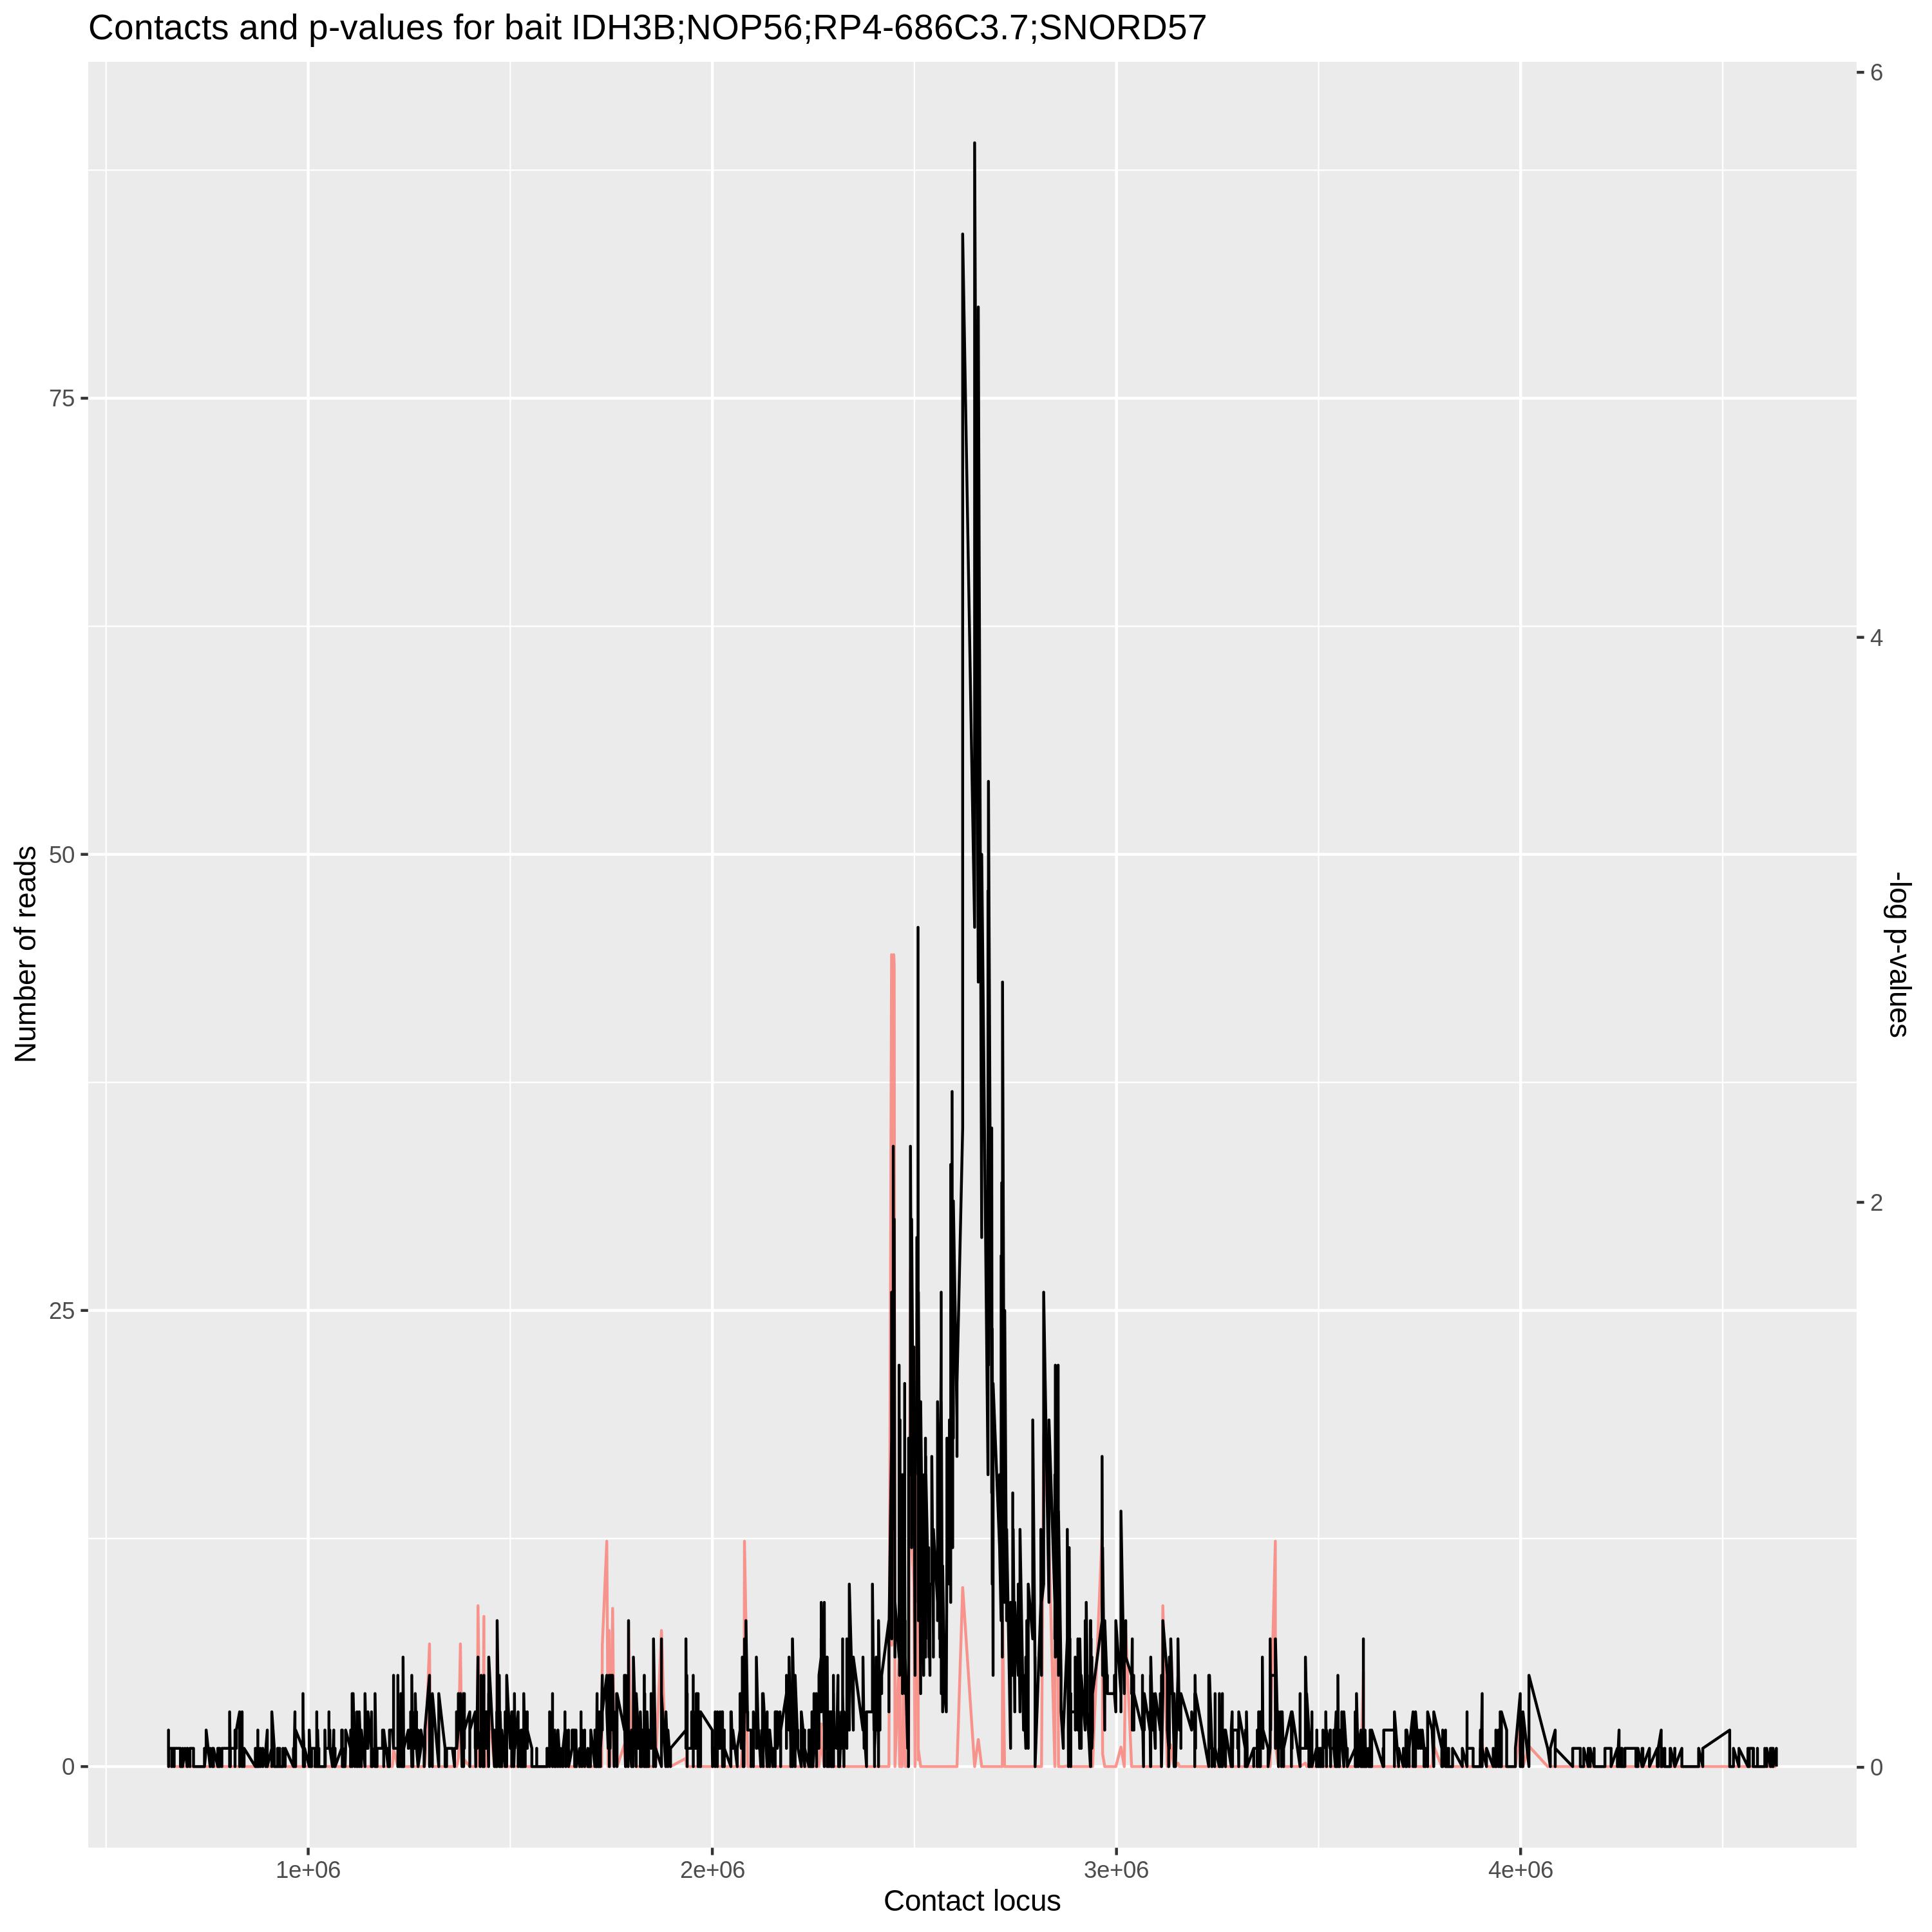 Contacts and p-values for bait IDH3B;NOP56;RP4-686C3.7;SNORD57
6
75
4
50
Number of reads
-log p-values
2
25
0
0
1e+06
2e+06
3e+06
4e+06
Contact locus